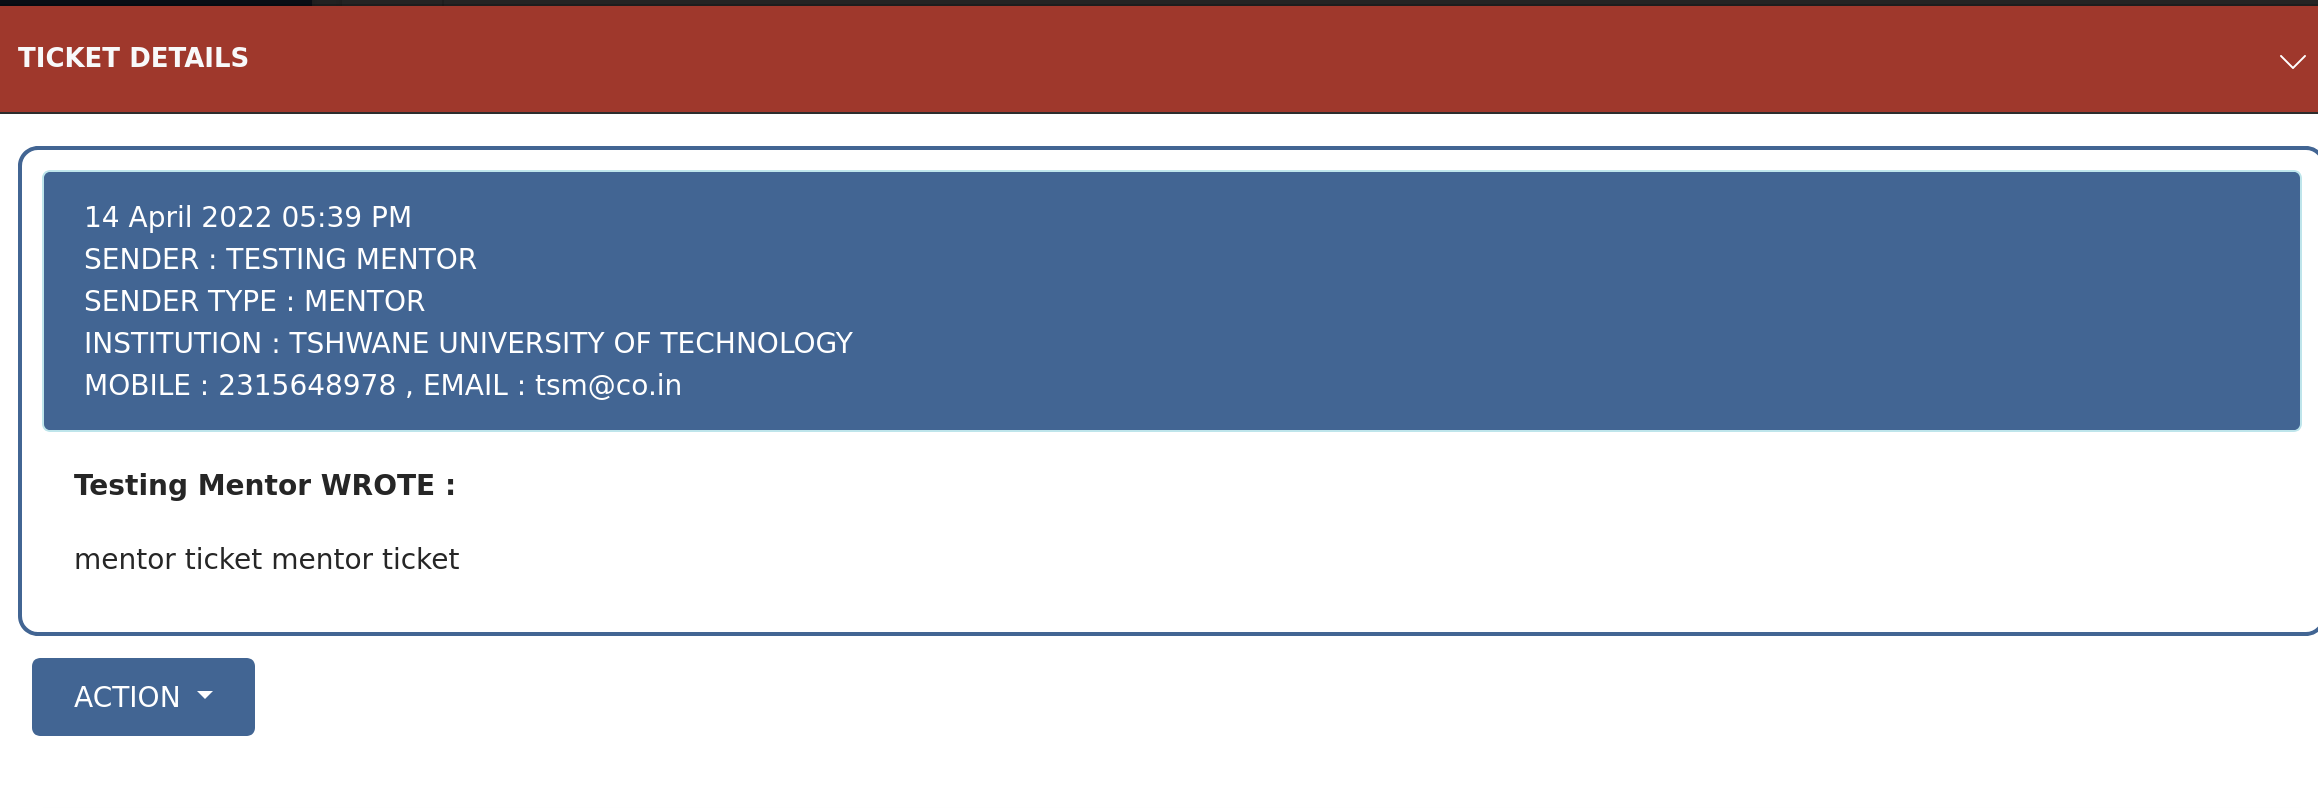 TICKET DETAILS
14 April 2022 05:39 PM
SENDER : TESTING MENTOR
SENDER TYPE : MENTOR
INSTITUTION : TSHWANE UNIVERSITY OF TECHNOLOGY
MOBILE : 2315648978 , EMAIL : tsm@co.in
Testing Mentor WROTE :
mentor ticket mentor ticket
ACTION